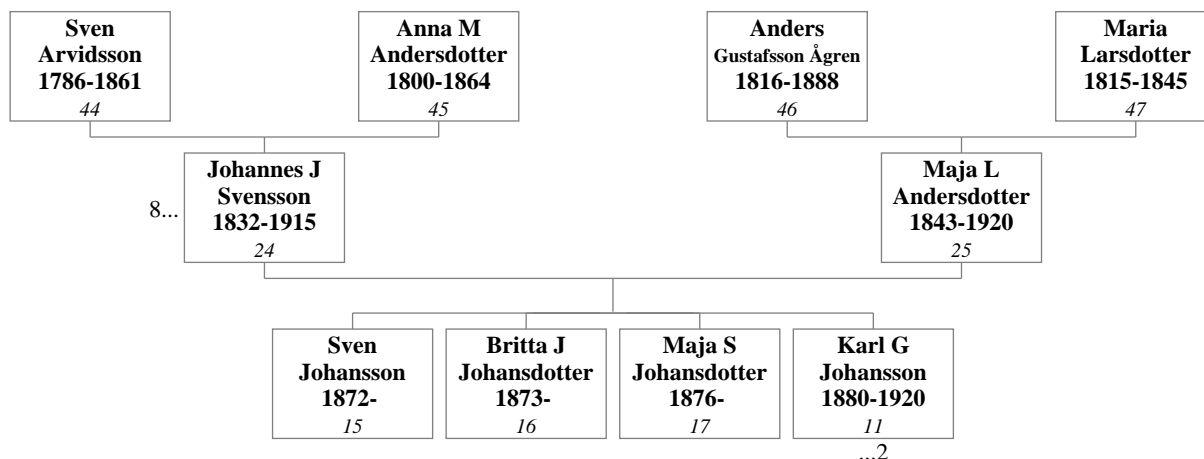 Sven
Arvidsson
1786-1861
44
Anna M
Andersdotter
1800-1864
45
Anders
Gustafsson Ågren
1816-1888
46
Maria
Larsdotter
1815-1845
47
8...
Johannes J
Svensson
1832-1915
24
Maja L
Andersdotter
1843-1920
25
Sven
Johansson
1872-
15
Britta J
Johansdotter
1873-
16
Maja S
Johansdotter
1876-
17
Karl G
Johansson
1880-1920
11
...2